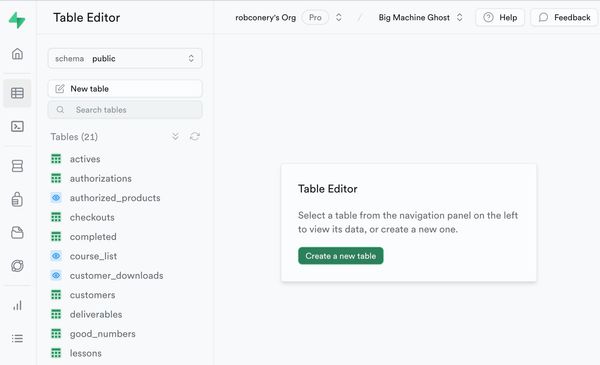 Table Editor
robconery's Org
Pro
Big Machine Ghost
Help
Feedback
schema public
New table
Search tables
Tables (21)
actives
authorizations
authorized_products
checkouts
completed
course_list
customer_downloads
customers
deliverables
good_numbers
lessons
Table Editor
Select a table from the navigation panel on the left
to view its data, or create a new one.
Create a new table